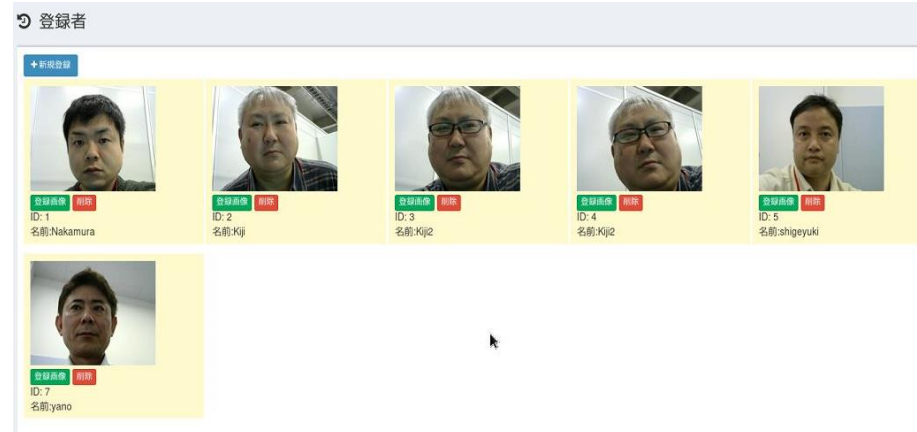 登録者
+新規登録
登録画像 削除
ID: 1
名前:Nakamura
登録画像 削除
ID: 2
名前:Kiji
登録画像 削除
ID: 3
名前:Kiji2
登録画像 削除
ID: 4
名前:Kiji2
登録画像 削除
ID: 5
名前:shigeyuki
登録画像 削除
ID: 7
名前:yano